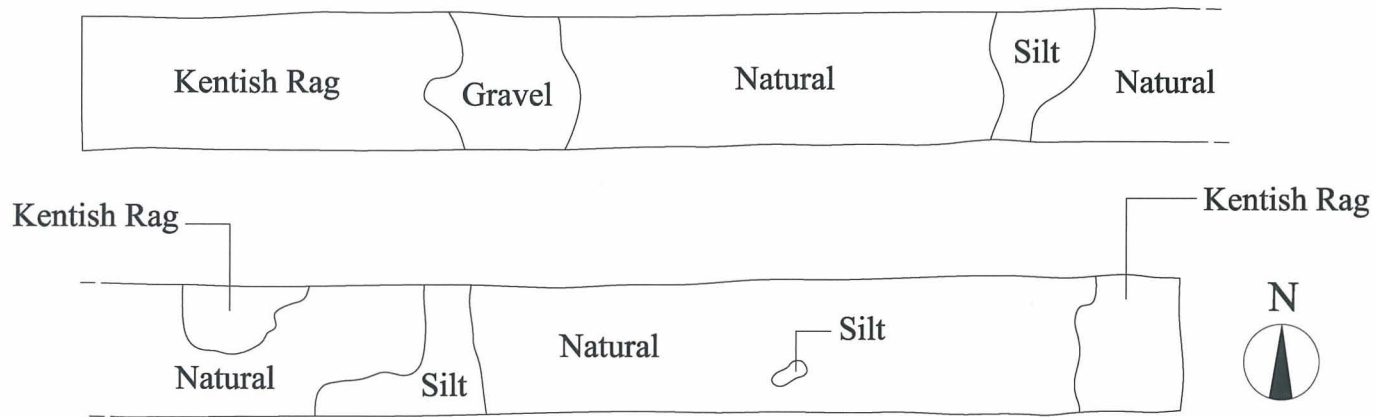 Kentish Rag
Gravel
Natural
Silt
Natural
Kentish Rag
Kentish Rag
Natural
Silt
Natural
Silt
N